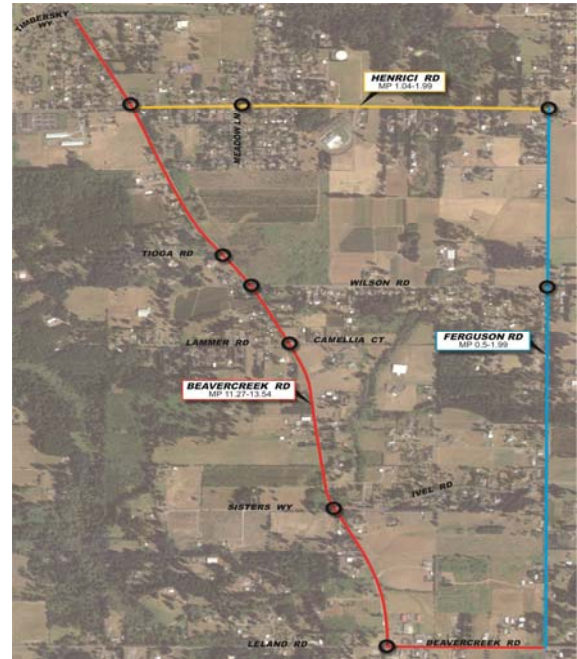 TIMBERSKY
WY
HENRICI RD
MP 1.04-1.99
MEADOW LN
TIOGA RD
WILSON RD
LAMMER RD
CAMELLIA CT
FERGUSON RD
MP 0.5-1.99
BEAVERCREEK RD
MP 11.27-13.54
SISTERS WY
IVEL RD
LELAND RD
BEAVERCREEK RD